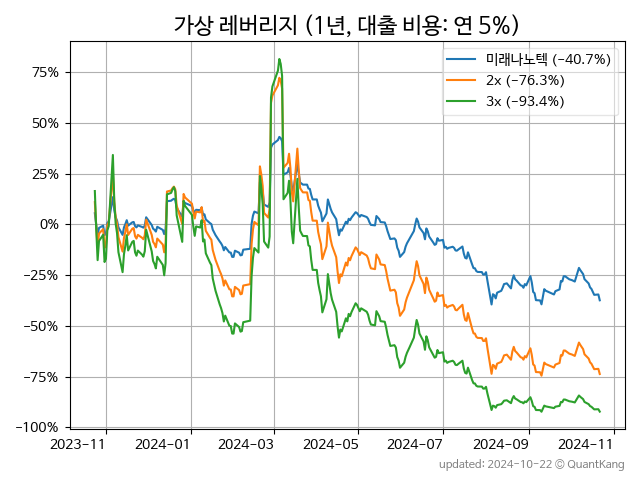 가상 레버리지 (1년, 대출 비용: 연 5%)
미래나노텍 (−40.7%)
2x (−76.3%)
3x (−93.4%)
75%
50%
25%
0%
−25%
−50%
−75%
−100%
2023-11 2024-01 2024-03 2024-05 2024-07 2024-09 2024-11
updated: 2024-10-22 © QuantKang